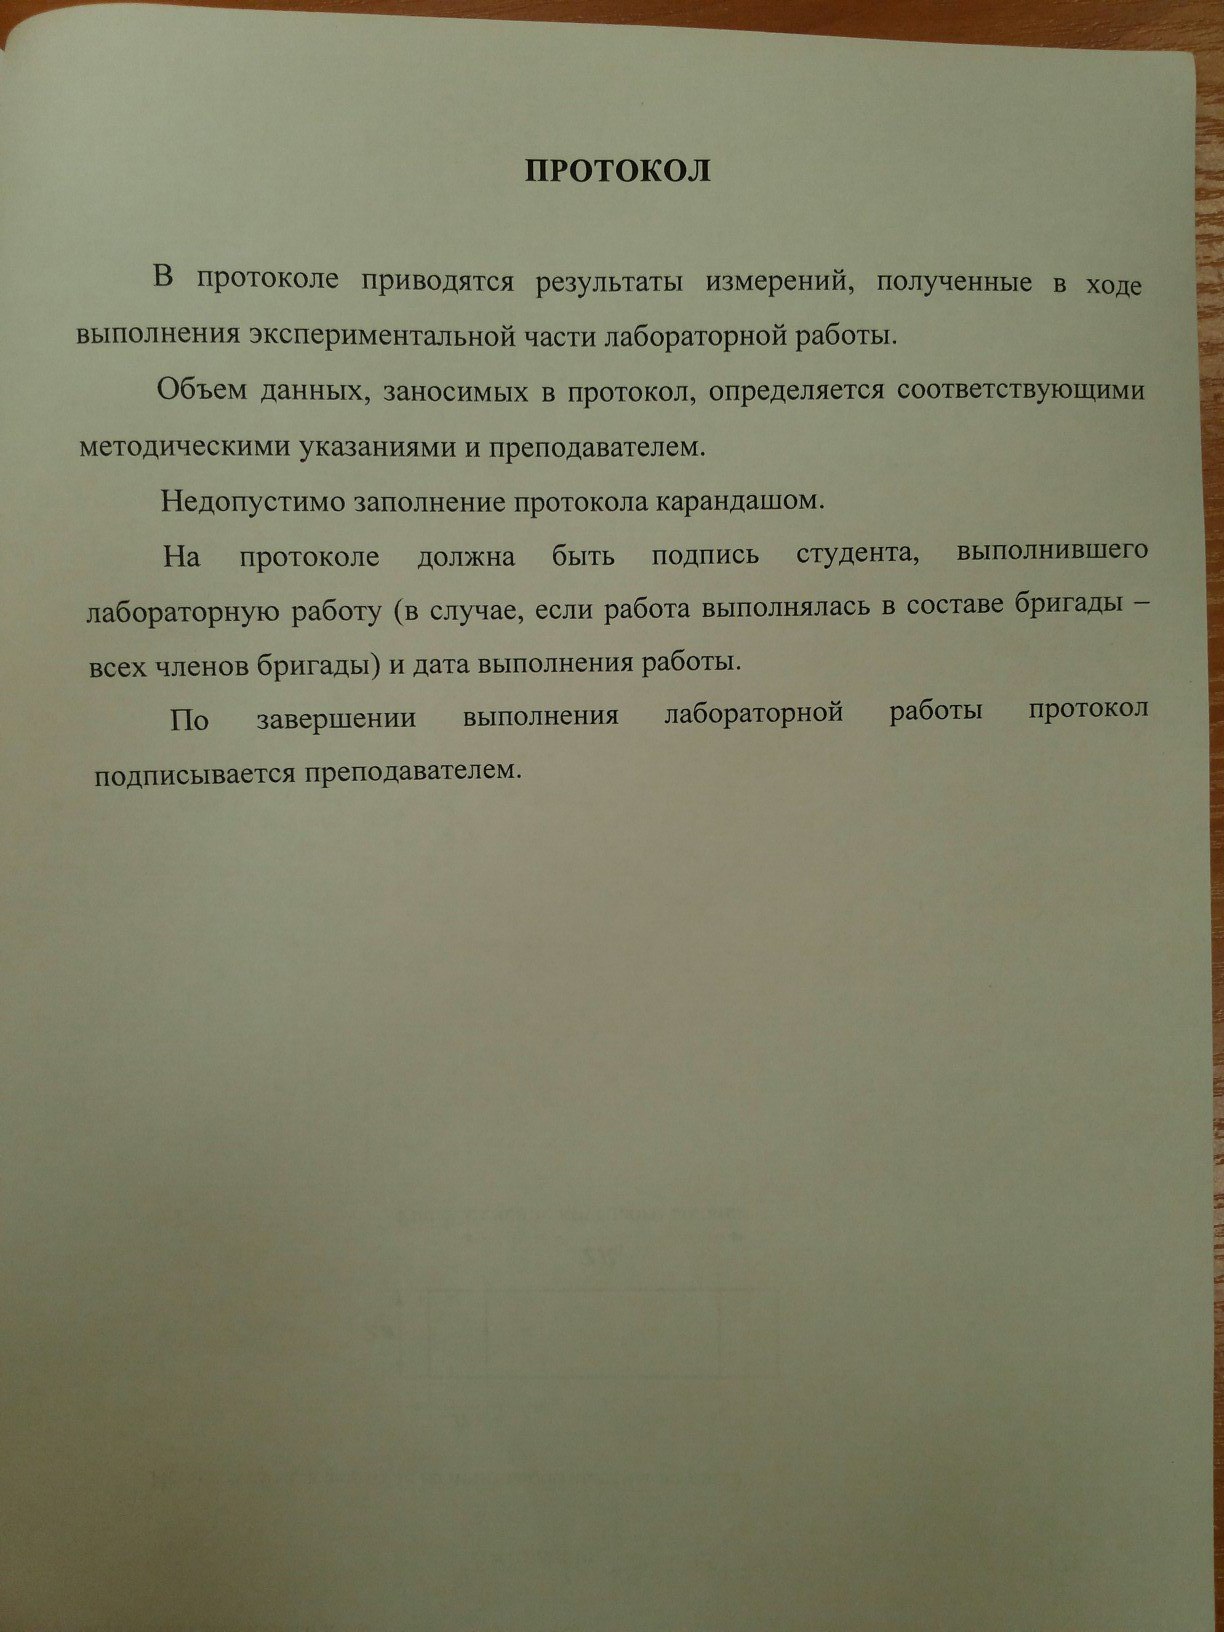 ПРОТОКОЛ
В протоколе приводятся результаты измерений, полученные в ходе
выполнения экспериментальной части лабораторной работы.
Объем данных, заносимых в протокол, определяется соответствующими
методическими указаниями и преподавателем.
Недопустимо заполнение протокола карандашом.
На протоколе должна быть подпись студента, выполнившего
лабораторную работу (в случае, если работа выполнялась в составе бригады –
всех членов бригады) и дата выполнения работы.
По завершении выполнения лабораторной работы протокол
подписывается преподавателем.